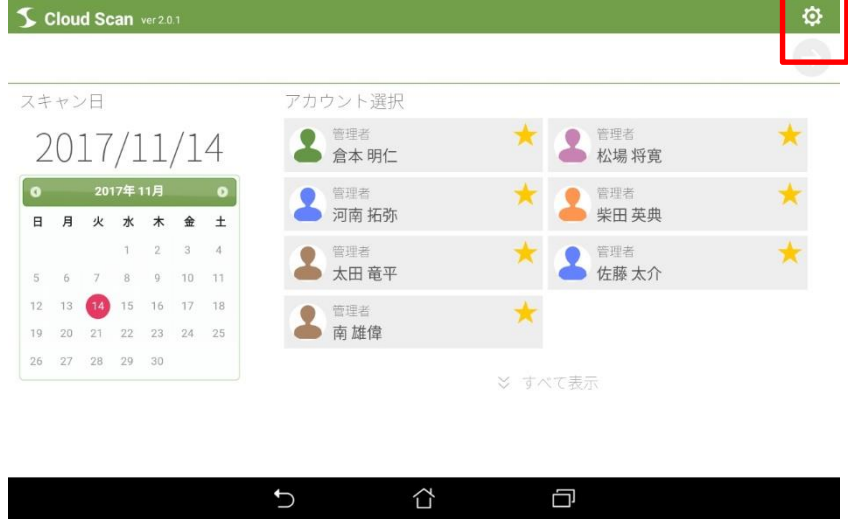 Cloud Scan ver 2.0.1
スキャン日
2017/11/14
2017年 11月
日 月 火 水 木 金 土
1 2 3 4
5 6 7 8 9 10 11
12 13 14 15 16 17 18
19 20 21 22 23 24 25
26 27 28 29 30
アカウント選択
管理者
倉本 明仁
管理者
松場 将寛
管理者
河南 拓弥
管理者
柴田 英典
管理者
太田 竜平
管理者
佐藤 太介
管理者
南 雄偉
すべて表示